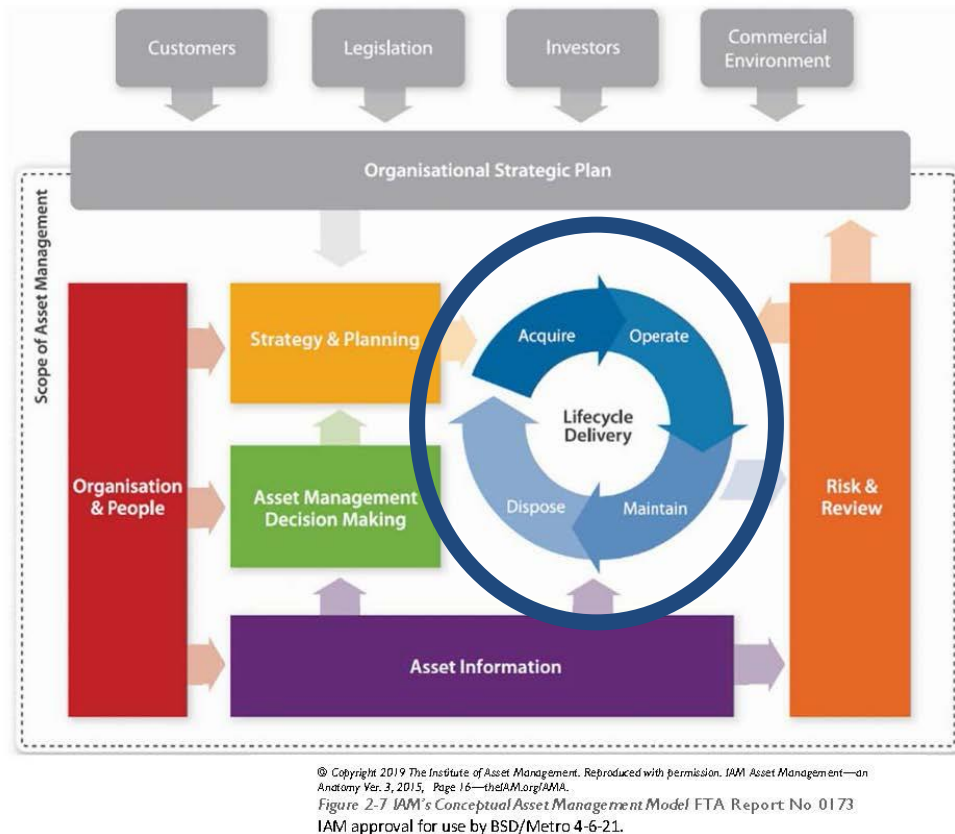 Customers
Legislation
Investors
Commercial
Environment
Organisational Strategic Plan
Scope of Asset Management
Organisation
& People
Strategy & Planning
Asset Management
Decision Making
Acquire
Operate
Lifecycle
Delivery
Dispose
Maintain
Risk &
Review
Asset Information
© Copyright 2019 The Institute of Asset Management. Reproduced with permission. IAM Asset Management—an
Anatomy Ver. 3, 2015, Page 16—theIAM.org/AMA.
Figure 2-7 IAM's Conceptual Asset Management Model FTA Report No 0173
IAM approval for use by BSD/Metro 4-6-21.